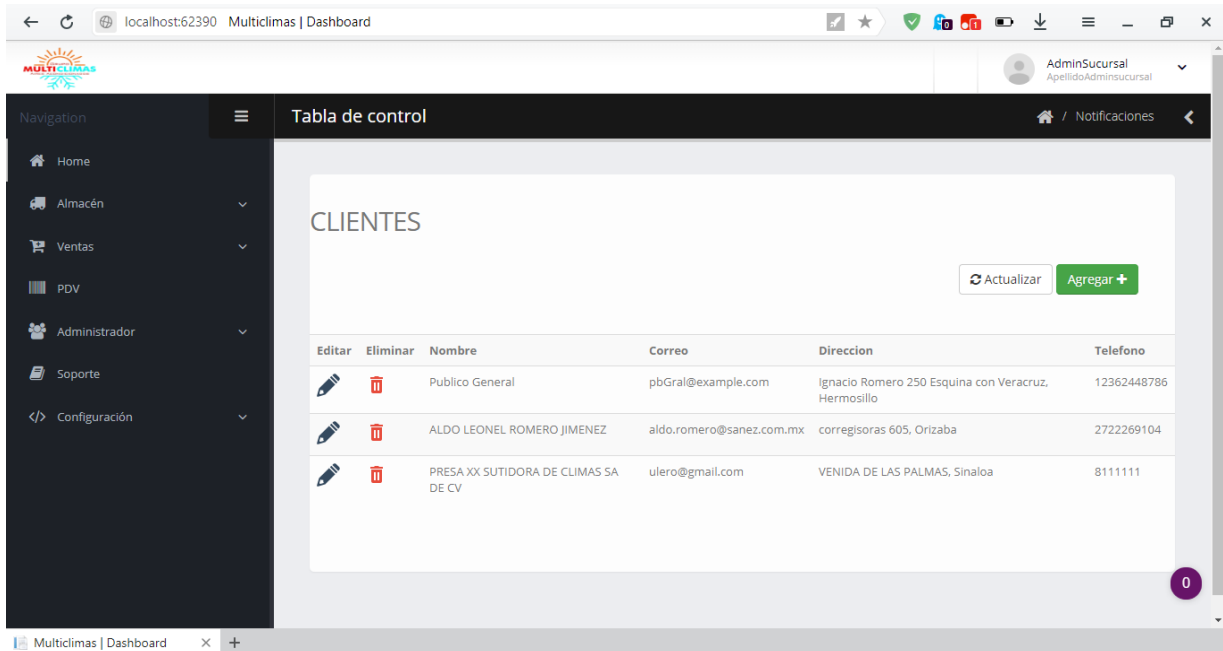 localhost:62390 Multiclimas | Dashboard
MULTICLIMAS
AdminSucursal
ApellidoAdminsucursal
Navigation
Tabla de control
/ Notificaciones
Home
Almacén
Ventas
PDV
Administrador
Soporte
</> Configuración
CLIENTES
Actualizar
Agregar +
Editar Eliminar Nombre Correo Direccion Telefono
Publico General pbGral@example.com Ignacio Romero 250 Esquina con Veracruz, 12362448786
Hermosillo
ALDO LEONEL ROMERO JIMENEZ aldo.romero@sanez.com.mx corregisoras 605, Orizaba 2722269104
PRESA XX SUTIDORA DE CLIMAS SA ulero@gmail.com VENIDA DE LAS PALMAS, Sinaloa 8111111
DE CV
0
Multiclimas | Dashboard